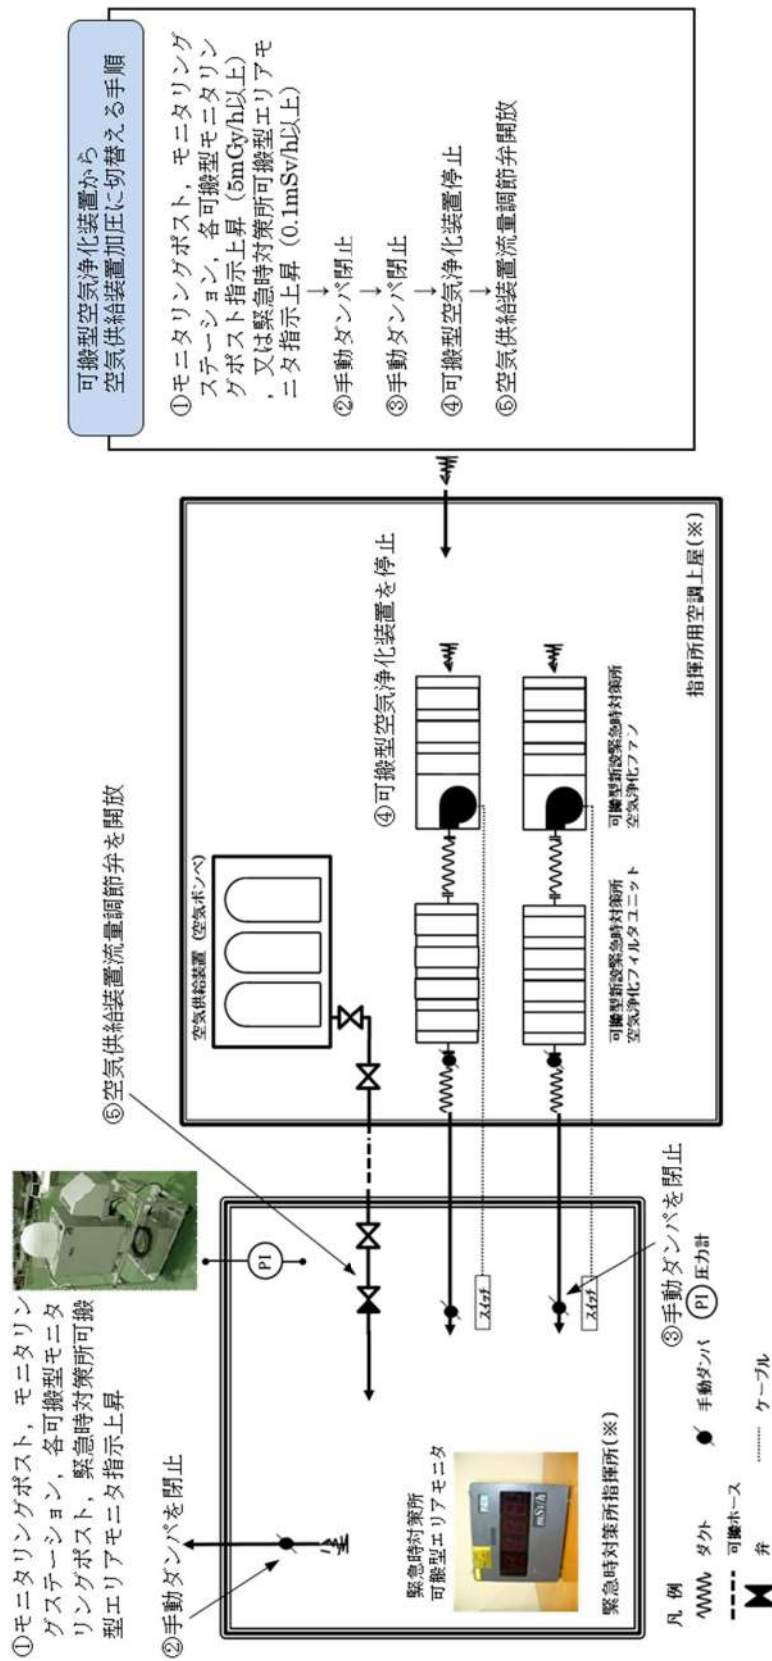 ①モニタリングポスト，モニタリン
グステーション，各可搬型モニタ
リングポスト，緊急時対策所可搬
型エリアモニタ指示上昇
②手動ダンパを閉止
⑤空気供給装置流量調節弁を開放
PI
緊急時対策所
可搬型エリアモニタ
mSv/h
緊急時対策所指揮所(※)
スイッチ
スイッチ
③手動ダンパを閉止
空気供給装置（空気ボンベ）
④可搬型空気浄化装置を停止
可搬型新設緊急時対策所
空気浄化フィルタユニット
可搬型新設緊急時対策所
空気浄化ファン
指揮所用空調上屋(※)
凡 例
ダクト
手動ダンパ
PI 圧力計
可搬ホース
弁
ケーブル
可搬型空気浄化装置から
空気供給装置加圧に切替える手順
①モニタリングポスト，モニタリング
ステーション，各可搬型モニタリン
グポスト指示上昇（5mGy/h以上）
，又は緊急時対策所可搬型エリアモ
ニタ指示上昇（0.1mSv/h以上）
↓
②手動ダンパ閉止
↓
③手動ダンパ閉止
↓
④可搬型空気浄化装置停止
↓
⑤空気供給装置流量調節弁開放